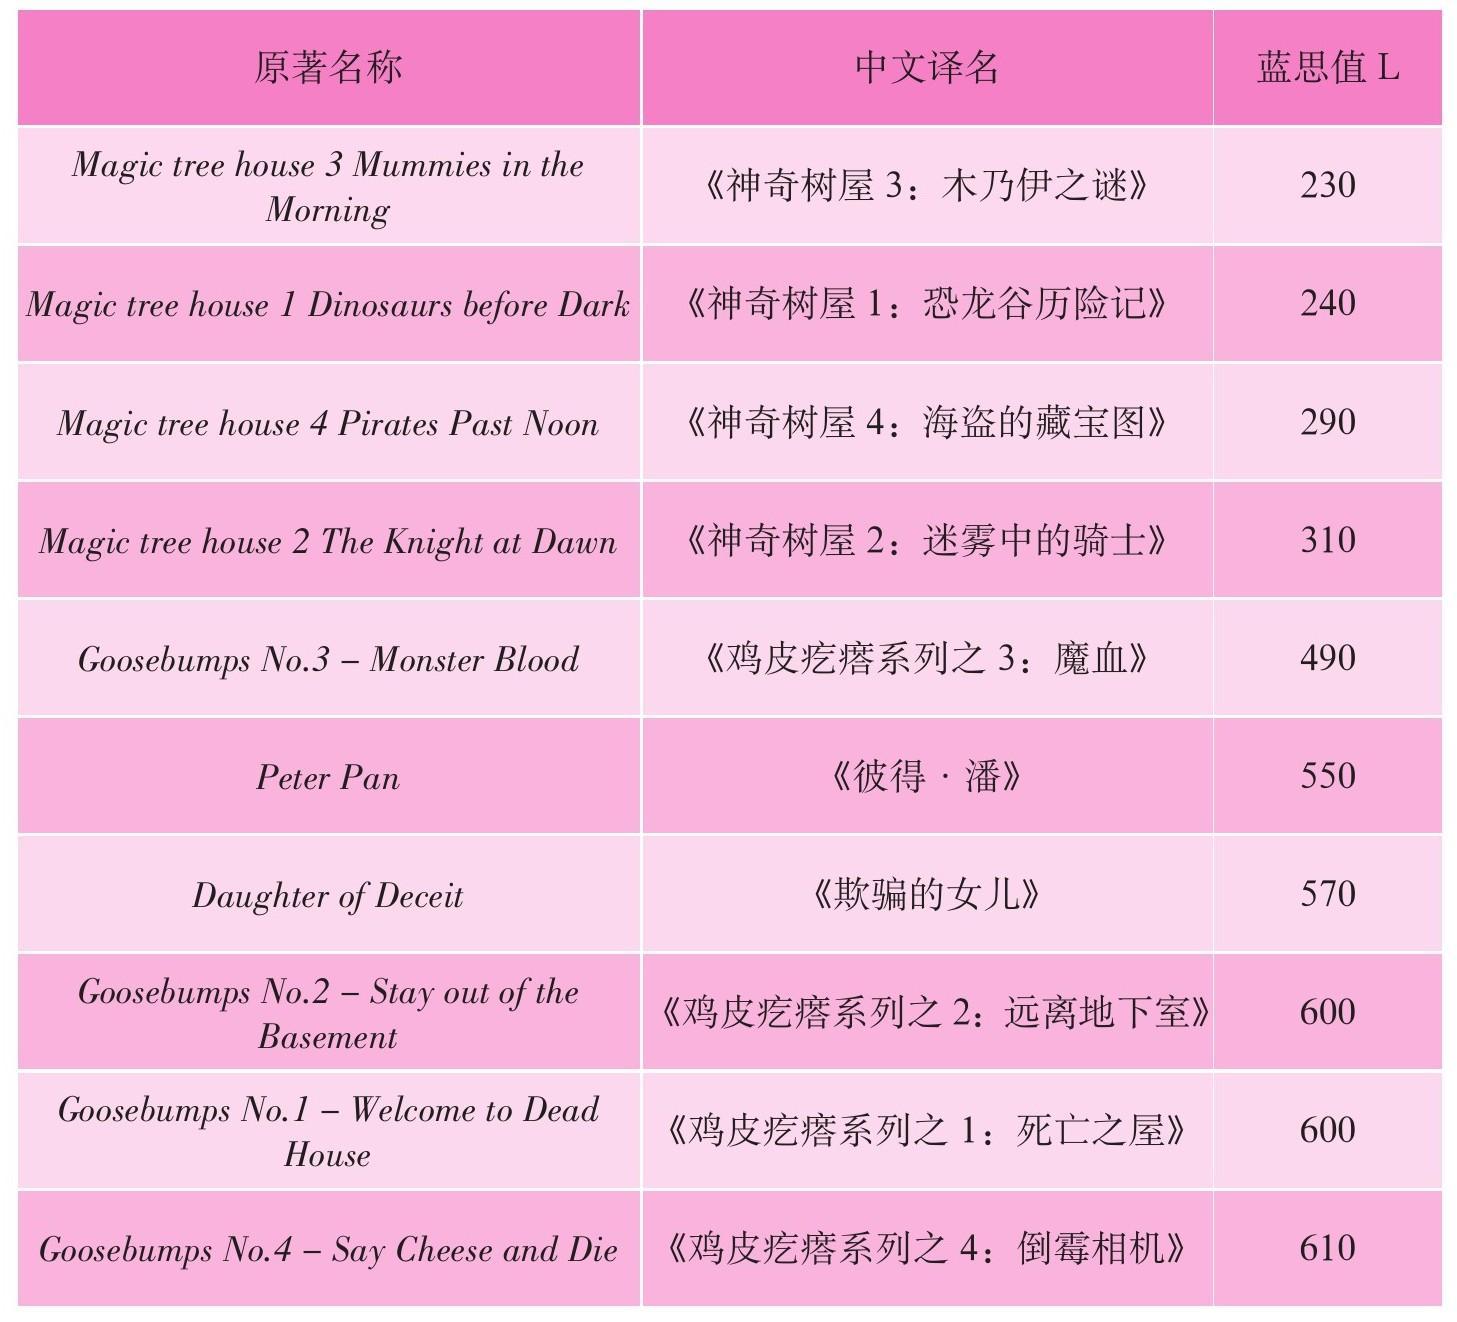 原著名称 中文译名 蓝思值 L
Magic tree house 3 Mummies in the
Morning
《神奇树屋 3：木乃伊之谜》 230
Magic tree house 1 Dinosaurs before Dark 《神奇树屋 1：恐龙谷历险记》 240
Magic tree house 4 Pirates Past Noon 《神奇树屋 4：海盗的藏宝图》 290
Magic tree house 2 The Knight at Dawn 《神奇树屋 2：迷雾中的骑士》 310
Goosebumps No.3 – Monster Blood 《鸡皮疙瘩系列之 3：魔血》 490
Peter Pan 《彼得 · 潘》 550
Daughter of Deceit 《欺骗的女儿》 570
Goosebumps No.2 – Stay out of the
Basement
《鸡皮疙瘩系列之 2：远离地下室》 600
Goosebumps No.1 – Welcome to Dead
House
《鸡皮疙瘩系列之 1：死亡之屋》 600
Goosebumps No.4 – Say Cheese and Die 《鸡皮疙瘩系列之 4：倒霉相机》 610